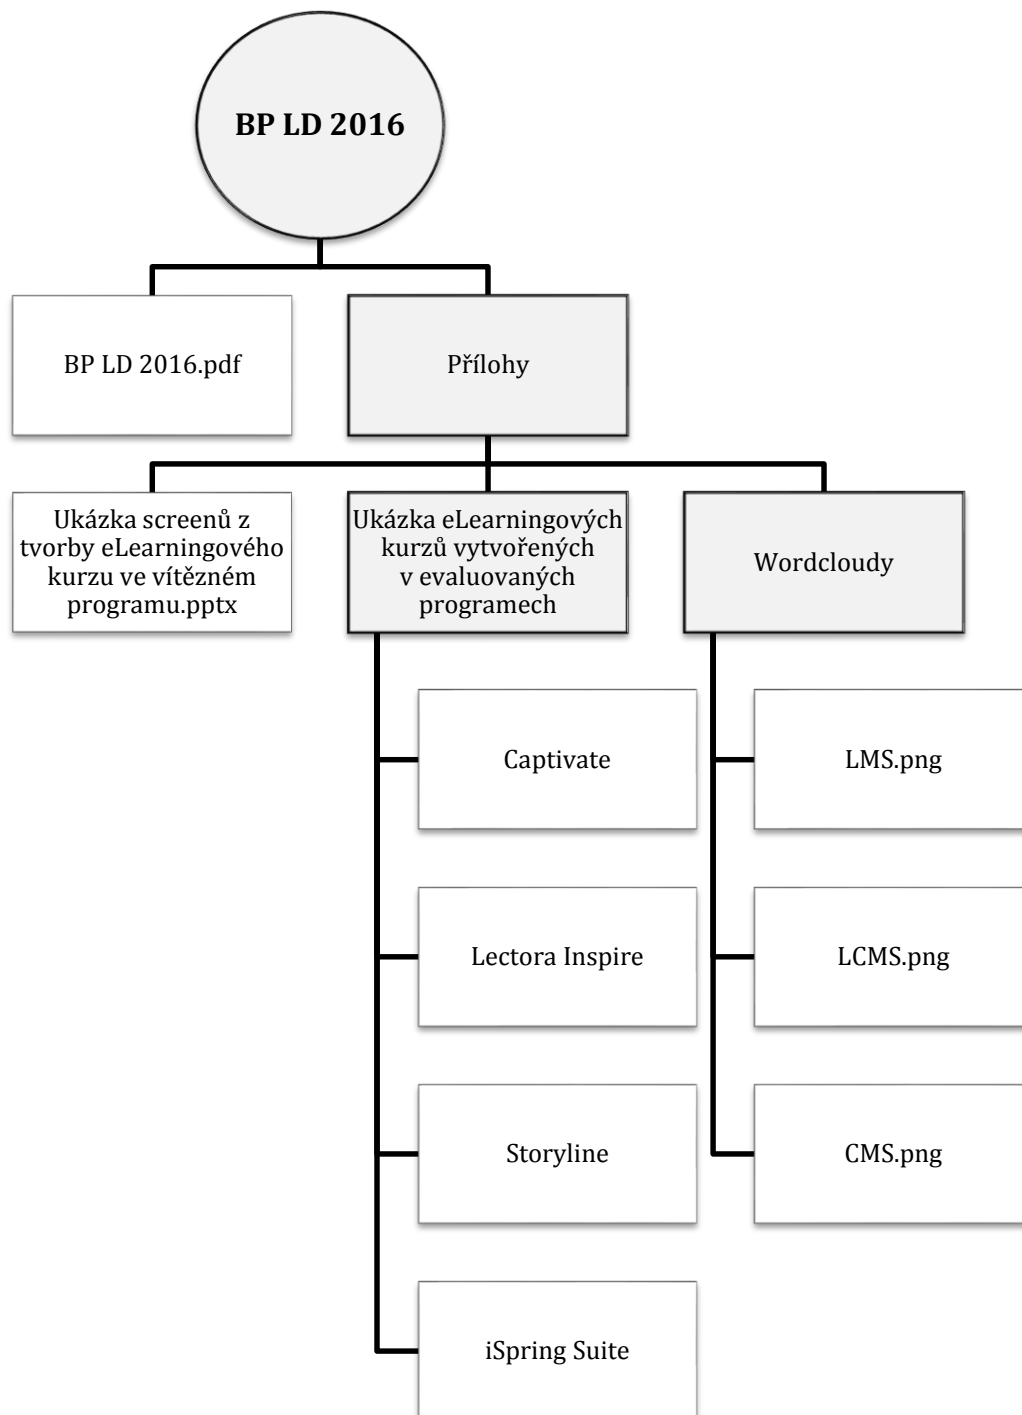 BP LD 2016
BP LD 2016.pdf
Přílohy
Ukázka screenů z
tvorby eLearningového
kurzu ve vítězném
programu.pptx
Ukázka eLearningových
kurzů vytvořených
v evaluovaných
programech
Wordcloudy
Captivate
LMS.png
Lectora Inspire
LCMS.png
Storyline
CMS.png
iSpring Suite